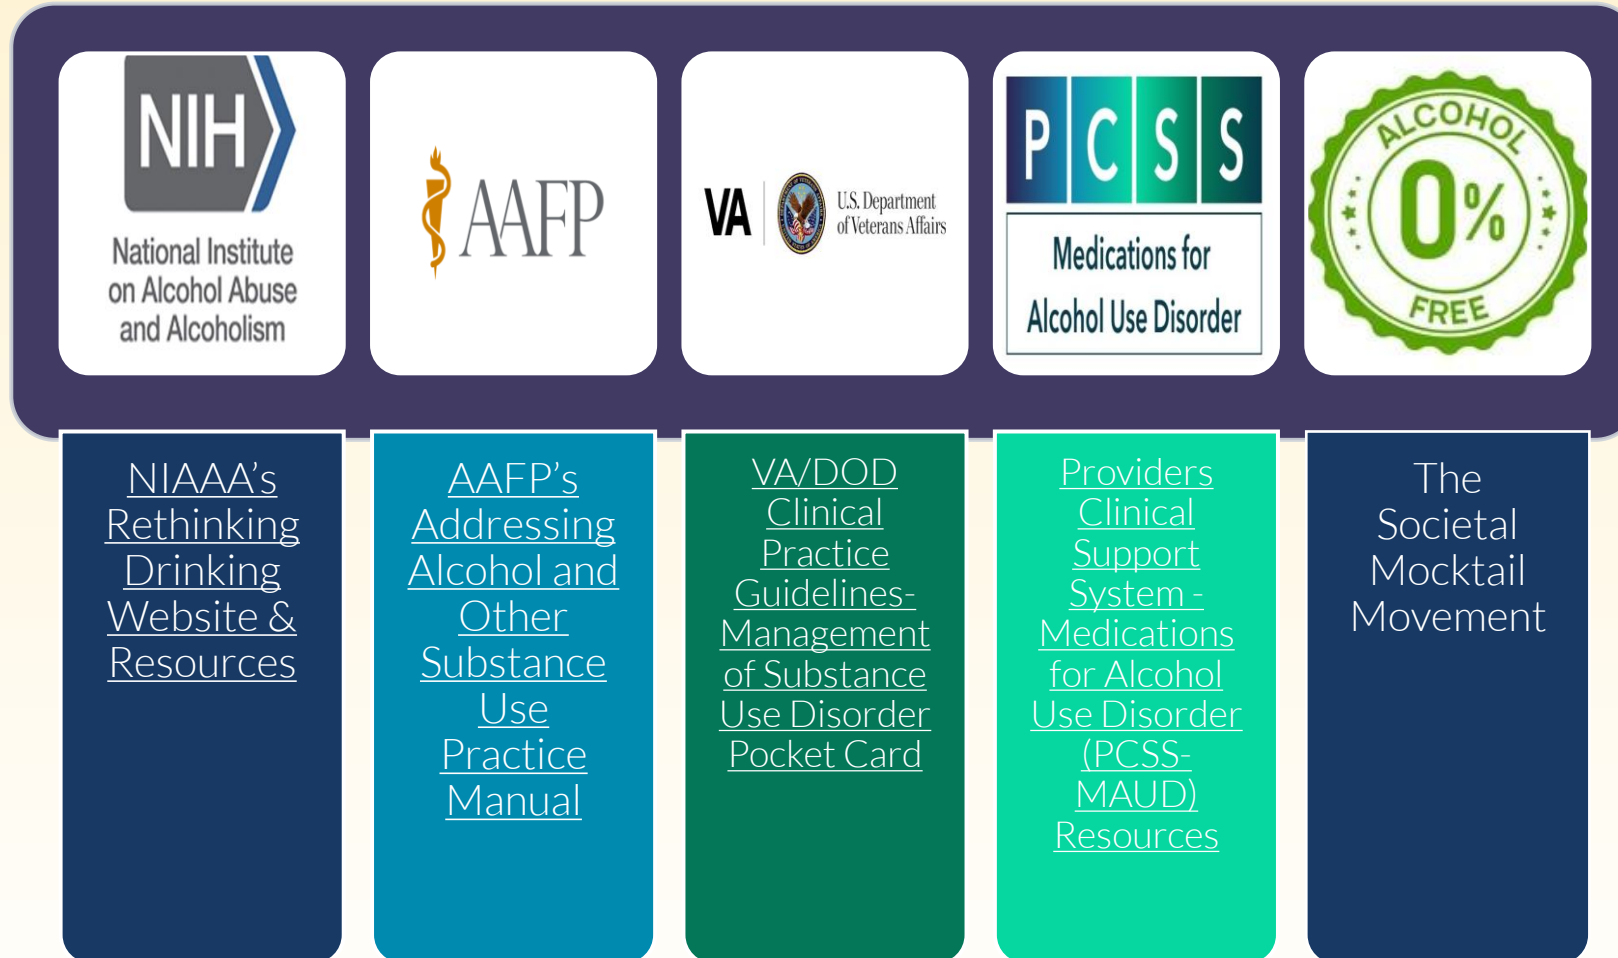 NIH
National Institute
on Alcohol Abuse
and Alcoholism
AAFP
VA
U.S. Department
of Veterans Affairs
P C S S
Medications for
Alcohol Use Disorder
ALCOHOL
0%
FREE
NIAAA’s
Rethinking
Drinking
Website &
Resources
AAFP’s
Addressing
Alcohol and
Other
Substance
Use
Practice
Manual
VA/DOD
Clinical
Practice
Guidelines-
Management
of Substance
Use Disorder
Pocket Card
Providers
Clinical
Support
System -
Medications
for Alcohol
Use Disorder
(PCSS-
MAUD)
Resources
The
Societal
Mocktail
Movement